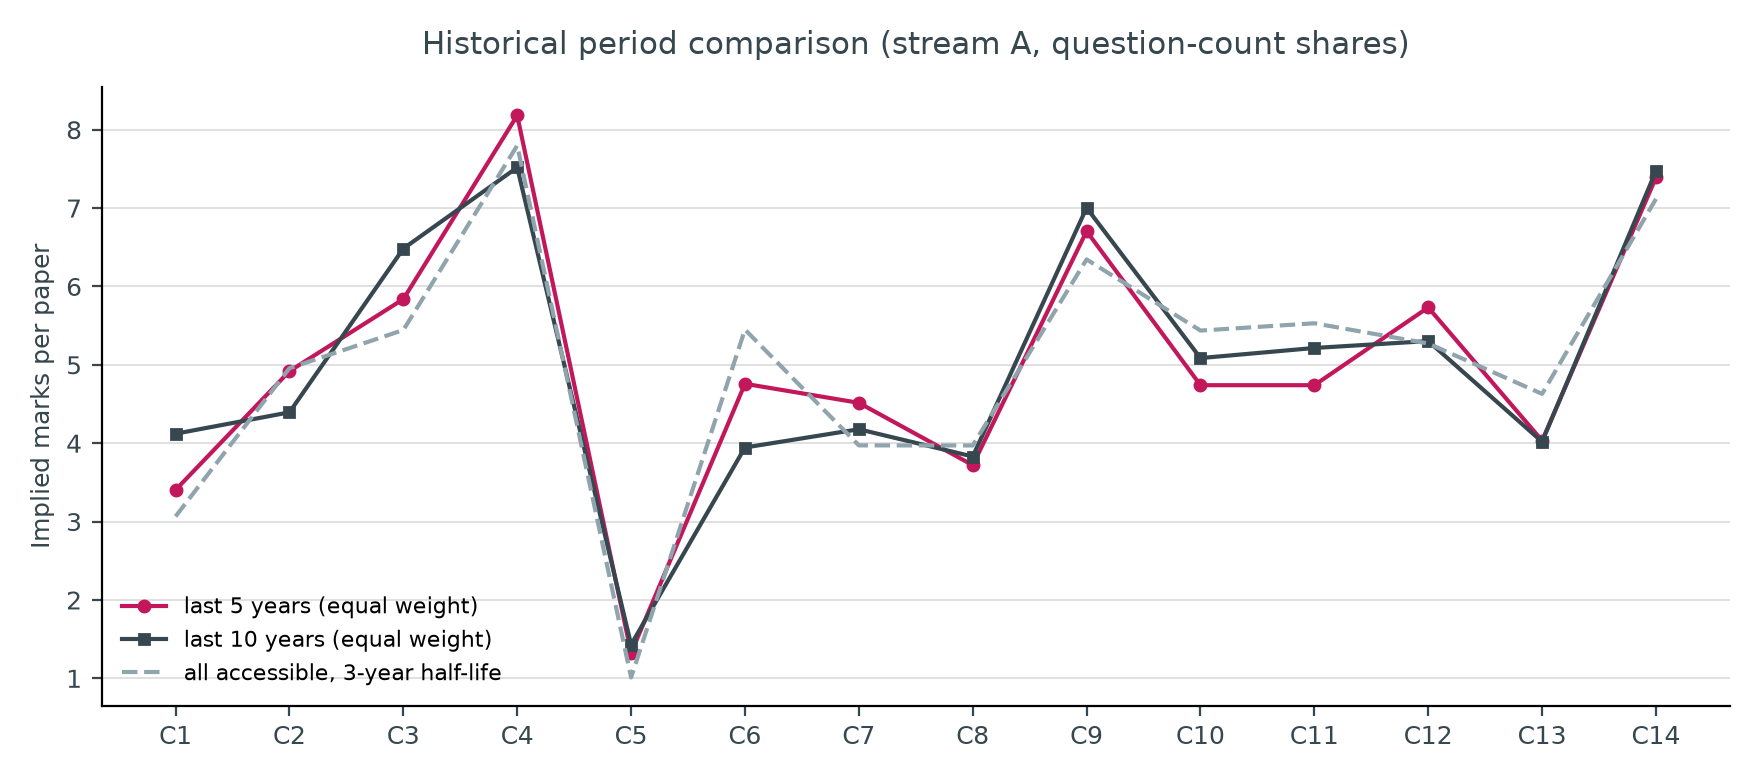 Historical period comparison (stream A, question-count shares)
Implied marks per paper
8
7
6
5
4
3
2
1
last 5 years (equal weight)
last 10 years (equal weight)
all accessible, 3-year half-life
C1 C2 C3 C4 C5 C6 C7 C8 C9 C10 C11 C12 C13 C14